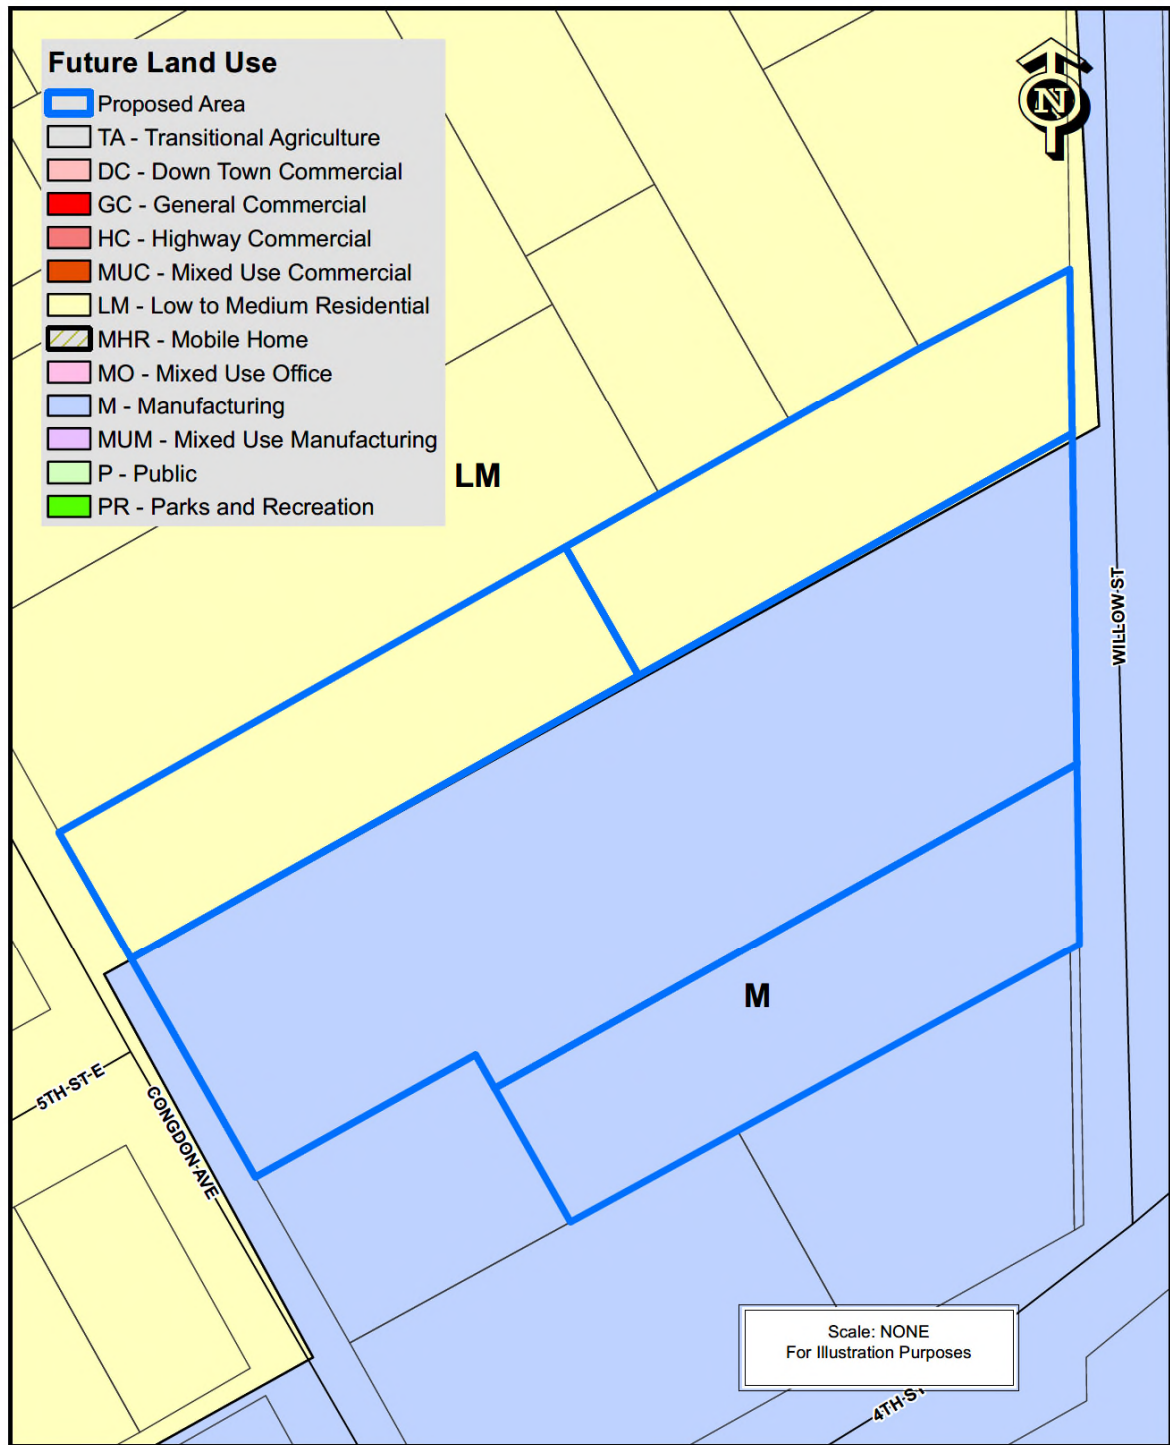 Future Land Use
Proposed Area
TA - Transitional Agriculture
DC - Down Town Commercial
GC - General Commercial
HC - Highway Commercial
MUC - Mixed Use Commercial
LM - Low to Medium Residential
MHR - Mobile Home
MO - Mixed Use Office
M - Manufacturing
MUM - Mixed Use Manufacturing
P - Public
PR - Parks and Recreation
N
LM
WILLOW ST
M
5TH ST E
CONGDON AVE
Scale: NONE
For Illustration Purposes
4TH ST